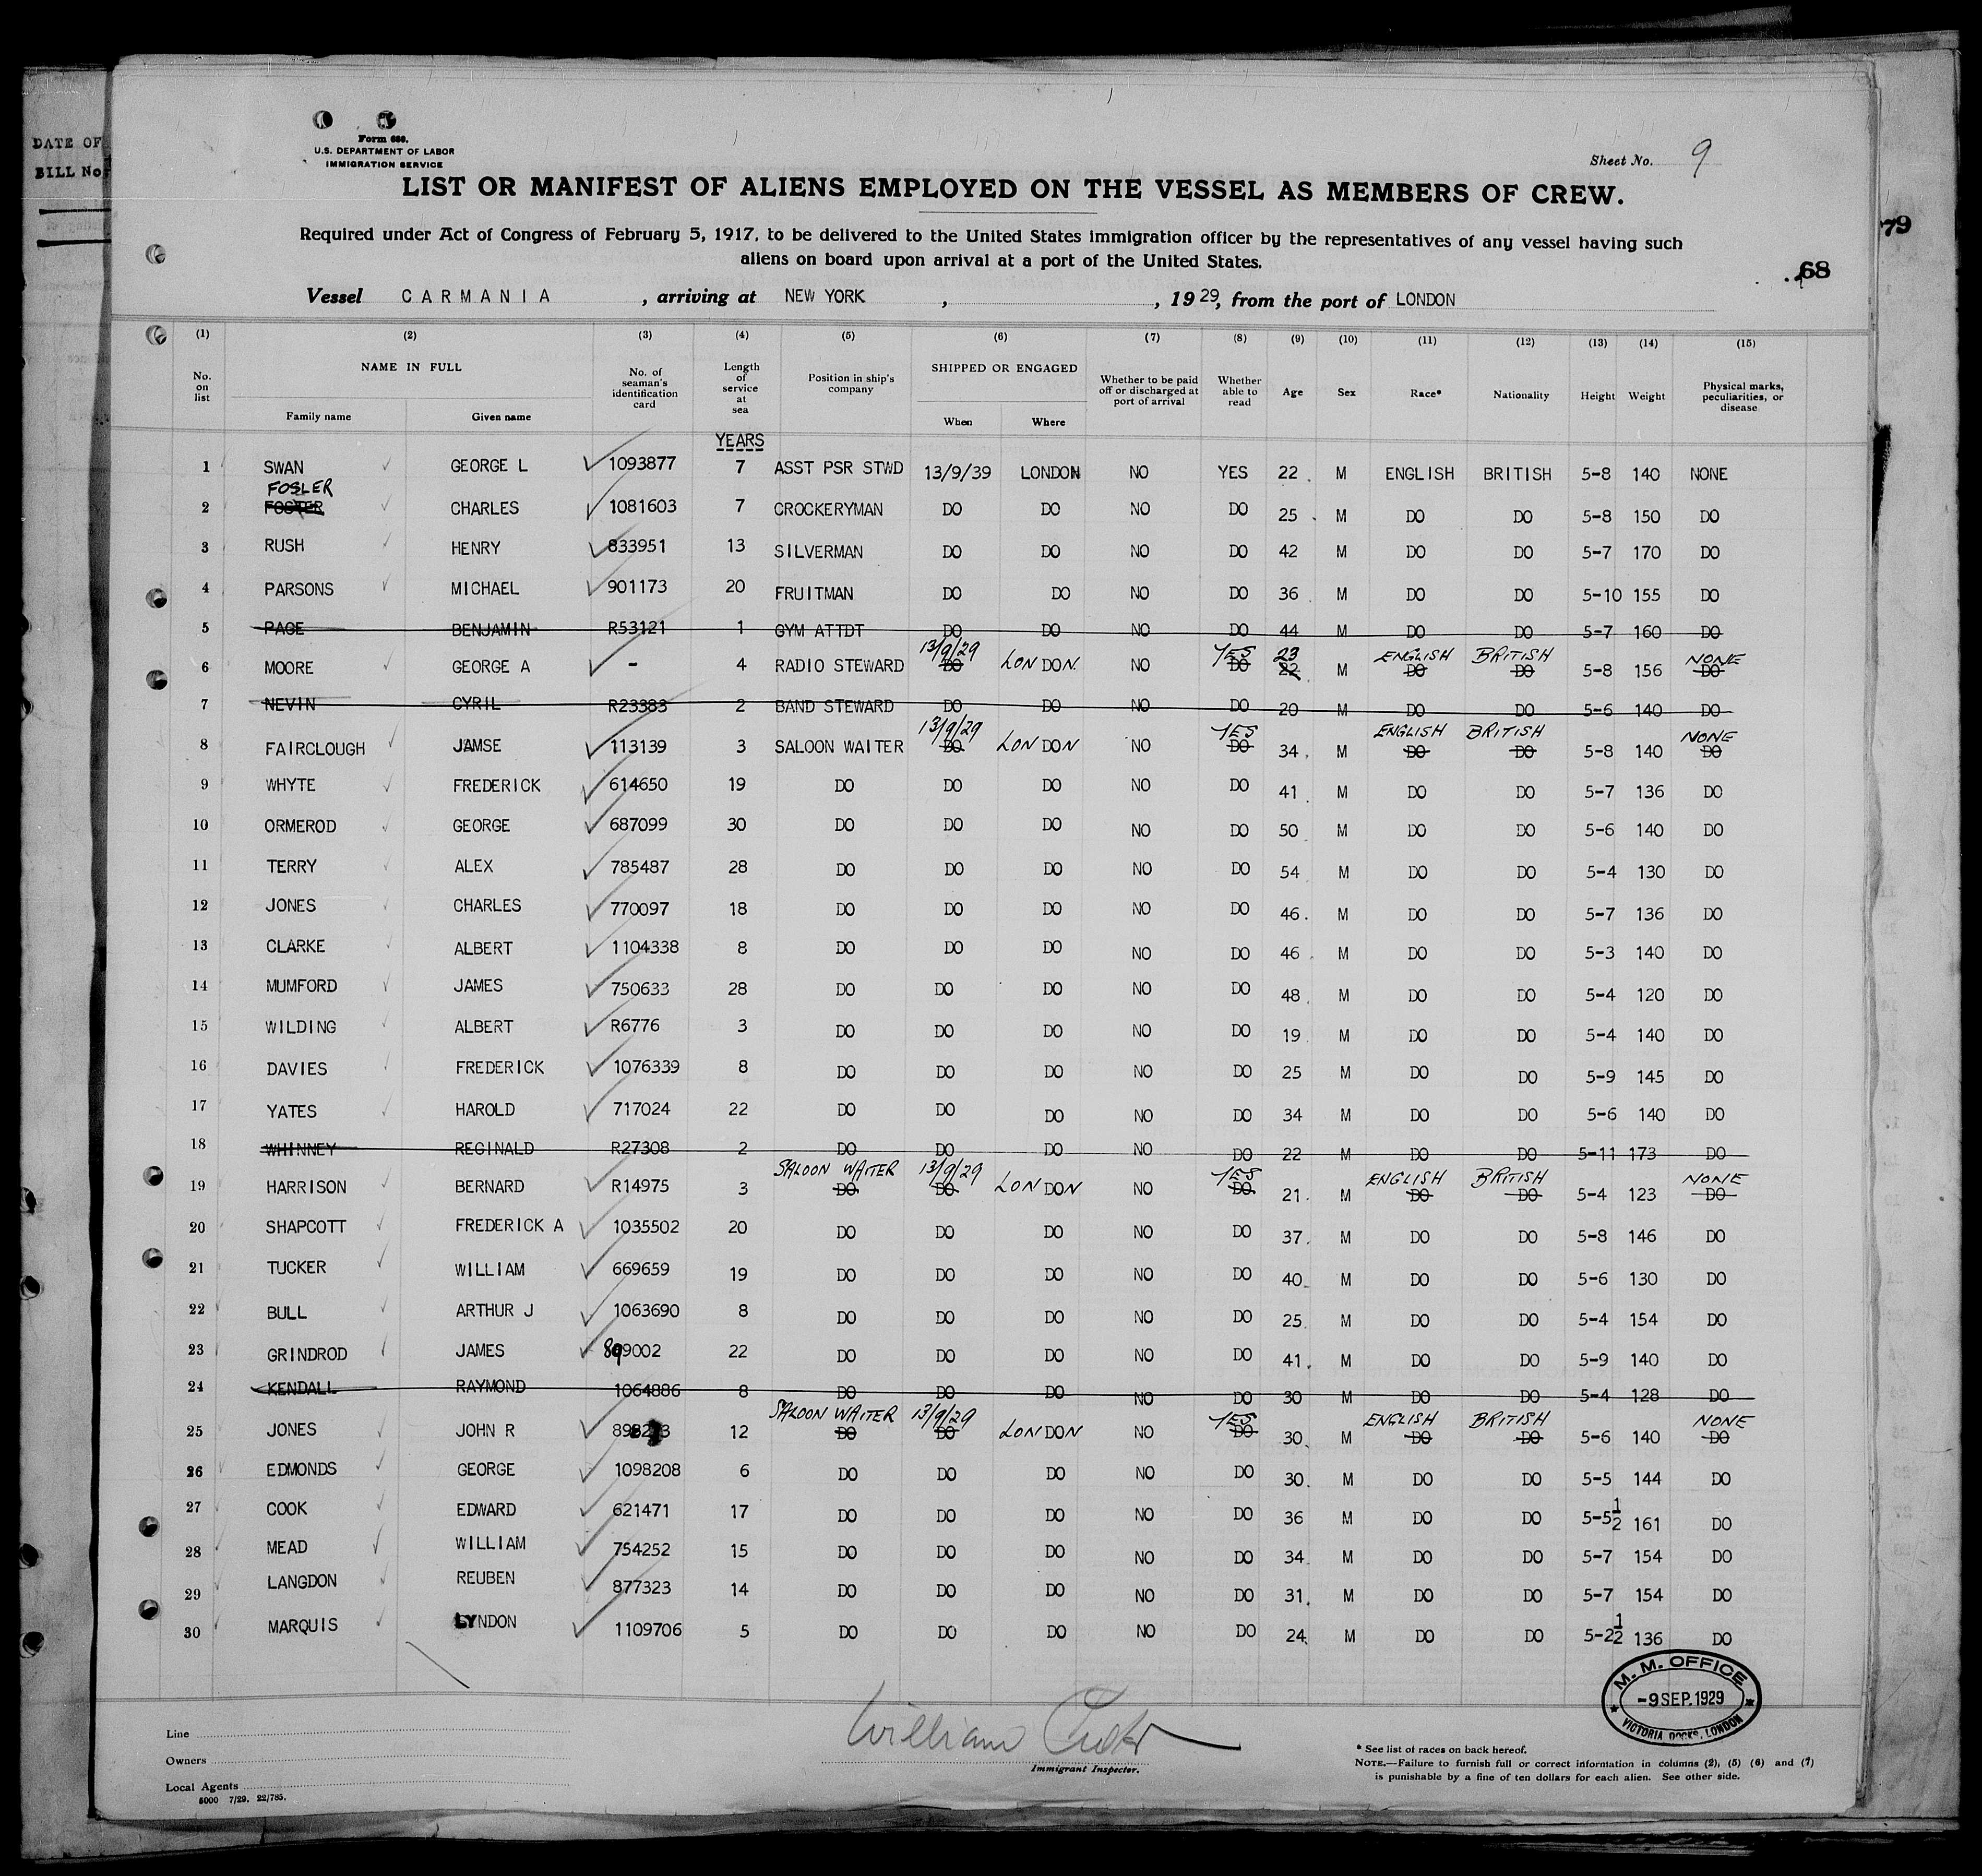 DATE OF
BILL No
Form 680.
U.S. DEPARTMENT OF LABOR
IMMIGRATION SERVICE
Sheet No. 9
LIST OR MANIFEST OF ALIENS EMPLOYED ON THE VESSEL AS MEMBERS OF CREW.
79
Required under Act of Congress of February 5, 1917, to be delivered to the United States immigration officer by the representatives of any vessel having such
aliens on board upon arrival at a port of the United States.
68
Vessel CARMANIA, arriving at NEW YORK, , 1929, from the port of LONDON
(1) (2) (3) (4) (5) (6) (7) (8) (9) (10) (11) (12) (13) (14) (15)
No. on list NAME IN FULL Family name Given name No. of seaman's identification card Length of service at sea Position in ship's company SHIPPED OR ENGAGED When Where Whether to be paid off or discharged at port of arrival Whether able to read Age Sex Race* Nationality Height Weight Physical marks, peculiarities, or disease
YEARS
1 SWAN GEORGE L 1093877 7 ASST PSR STWD 13/9/39 LONDON NO YES 22 M ENGLISH BRITISH 5-8 140 NONE
FOSLER
2 FOSTER CHARLES 1081603 7 CROCKERYMAN DO DO NO DO 25 M DO DO 5-8 150 DO
3 RUSH HENRY 833951 13 SILVERMAN DO DO NO DO 42 M DO DO 5-7 170 DO
4 PARSONS MICHAEL 901173 20 FRUITMAN DO DO NO DO 36 M DO DO 5-10 155 DO
5 PAGE BENJAMIN R53121 1 GYM ATTDT DO DO NO DO 44 M DO DO 5-7 160 DO
13/9/29 YES 23 ENGLISH BRITISH NONE
6 MOORE GEORGE A - 4 RADIO STEWARD DO LONDON. NO DO 22 M DO DO 5-8 156 DO
7 NEVIN CYRIL R23383 2 BAND STEWARD DO DO NO DO 20 M DO DO 5-6 140 DO
13/9/29 YES ENGLISH BRITISH NONE
8 FAIRCLOUGH JAMSE 113139 3 SALOON WAITER DO LONDON NO DO 34 M DO DO 5-8 140 DO
9 WHYTE FREDERICK 614650 19 DO DO DO NO DO 41 M DO DO 5-7 136 DO
10 ORMEROD GEORGE 687099 30 DO DO DO NO DO 50 M DO DO 5-6 140 DO
11 TERRY ALEX 785487 28 DO DO DO NO DO 54 M DO DO 5-4 130 DO
12 JONES CHARLES 770097 18 DO DO DO NO DO 46 M DO DO 5-7 136 DO
13 CLARKE ALBERT 1104338 8 DO DO DO NO DO 46 M DO DO 5-3 140 DO
14 MUMFORD JAMES 750633 28 DO DO DO NO DO 48 M DO DO 5-4 120 DO
15 WILDING ALBERT R6776 3 DO DO DO NO DO 19 M DO DO 5-4 140 DO
16 DAVIES FREDERICK 1076339 8 DO DO DO NO DO 25 M DO DO 5-9 145 DO
17 YATES HAROLD 717024 22 DO DO DO NO DO 34 M DO DO 5-6 140 DO
18 WHINNEY REGINALD R27308 2 DO DO DO NO DO 22 M DO DO 5-11 173 DO
SALOON WAITER 13/9/29 YES ENGLISH BRITISH NONE
19 HARRISON BERNARD R14975 3 DO DO LONDON NO DO 21 M DO DO 5-4 123 DO
20 SHAPCOTT FREDERICK A 1035502 20 DO DO DO NO DO 37 M DO DO 5-8 146 DO
21 TUCKER WILLIAM 669659 19 DO DO DO NO DO 40 M DO DO 5-6 130 DO
22 BULL ARTHUR J 1063690 8 DO DO DO NO DO 25 M DO DO 5-4 154 DO
23 GRINDROD JAMES 899002 22 DO DO DO NO DO 41 M DO DO 5-9 140 DO
24 KENDALL RAYMOND 1064886 8 DO DO DO NO DO 30 M DO DO 5-4 128 DO
SALOON WAITER 13/9/29 YES ENGLISH BRITISH NONE
25 JONES JOHN R 12 DO DO LONDON NO DO 30 M DO DO 5-6 140 DO
26 EDMONDS GEORGE 1098208 6 DO DO DO NO DO 30 M DO DO 5-5 144 DO
27 COOK EDWARD 621471 17 DO DO DO NO DO 36 M DO DO 5-5½ 161 DO
28 MEAD WILLIAM 754252 15 DO DO DO NO DO 34 M DO DO 5-7 154 DO
29 LANGDON REUBEN 877323 14 DO DO DO NO DO 31 M DO DO 5-7 154 DO
30 MARQUIS LYNDON 1109706 5 DO DO DO NO DO 24 M DO DO 5-2½ 136 DO
M. M. OFFICE
-9 SEP. 1929
VICTORIA DOCKS, LONDON
Line
Owners
Local Agents
5000 7/29. 22/785.
William
Immigrant Inspector.
* See list of races on back hereof.
NOTE.—Failure to furnish full or correct information in columns (2), (5) (6) and (7)
is punishable by a fine of ten dollars for each alien. See other side.